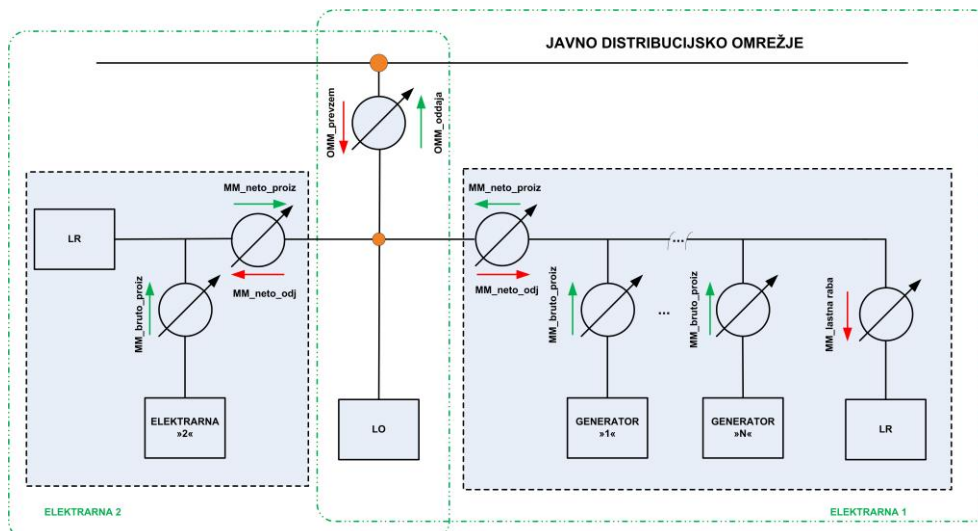 JAVNO DISTRIBUCIJSKO OMREŽJE
OMM_prevzem
OMM_oddaja
MM_neto_proiz
MM_neto_proiz
LR
...
MM_neto_odj
MM_neto_odj
MM_bruto_proiz
MM_bruto_proiz
...
MM_bruto_proiz
MM_lastna raba
ELEKTRARNA
»2«
LO
GENERATOR
»1«
GENERATOR
»N«
LR
ELEKTRARNA 2
ELEKTRARNA 1